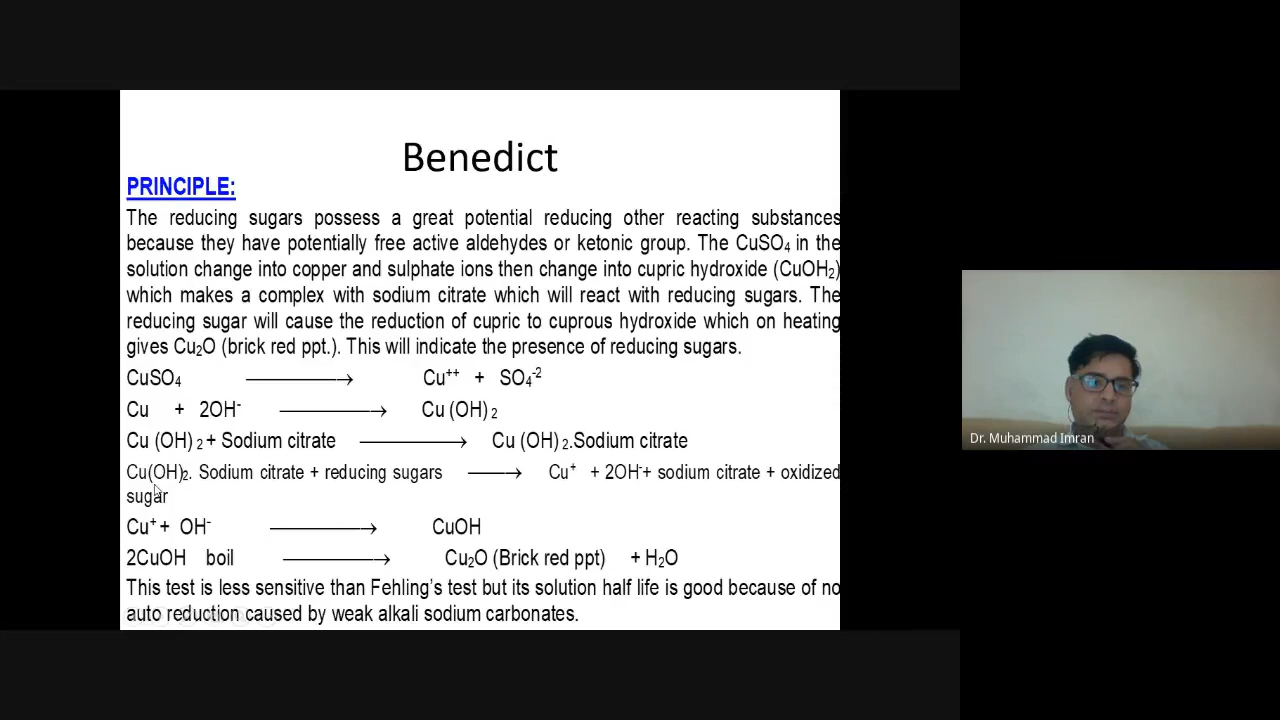 Benedict
PRINCIPLE:
The reducing sugars possess a great potential reducing other reacting substances
because they have potentially free active aldehydes or ketonic group. The CuSO₄ in the
solution change into copper and sulphate ions then change into cupric hydroxide (CuOH₂)
which makes a complex with sodium citrate which will react with reducing sugars. The
reducing sugar will cause the reduction of cupric to cuprous hydroxide which on heating
gives Cu₂O (brick red ppt.). This will indicate the presence of reducing sugars.
CuSO₄ ⟶ Cu⁺⁺ + SO₄⁻²
Cu + 2OH⁻ ⟶ Cu (OH) ₂
Cu (OH) ₂ + Sodium citrate ⟶ Cu (OH) ₂.Sodium citrate
Cu(OH)₂. Sodium citrate + reducing sugars ⟶ Cu⁺ + 2OH⁻+ sodium citrate + oxidized
sugar
Cu⁺ + OH⁻ ⟶ CuOH
2CuOH boil ⟶ Cu₂O (Brick red ppt) + H₂O
This test is less sensitive than Fehling's test but its solution half life is good because of no
auto reduction caused by weak alkali sodium carbonates.
Dr. Muhammad Imran